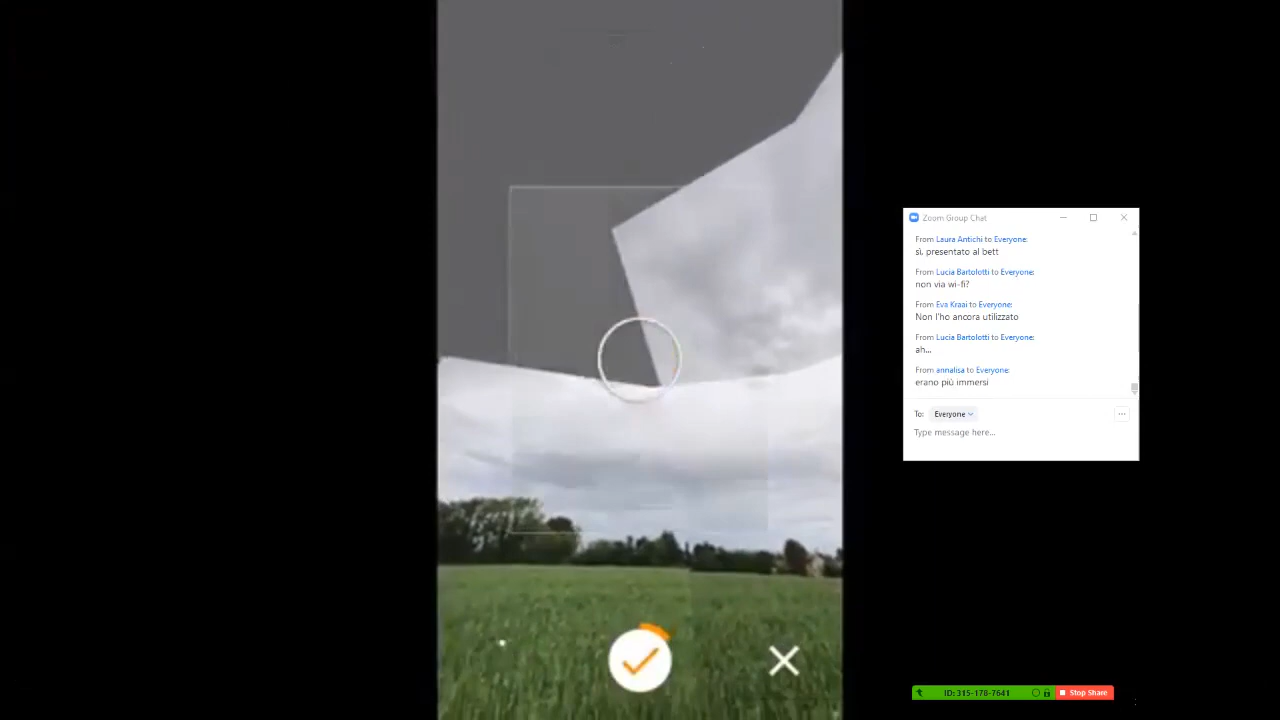 Zoom Group Chat
From Laura Antichi to Everyone:
sì, presentato al bett
From Lucia Bartolotti to Everyone:
non via wi-fi?
From Eva Kraai to Everyone:
Non l'ho ancora utilizzato
From Lucia Bartolotti to Everyone:
ah...
From annalisa to Everyone:
erano più immersi
To: Everyone
Type message here...
ID: 315-178-7641 Stop Share